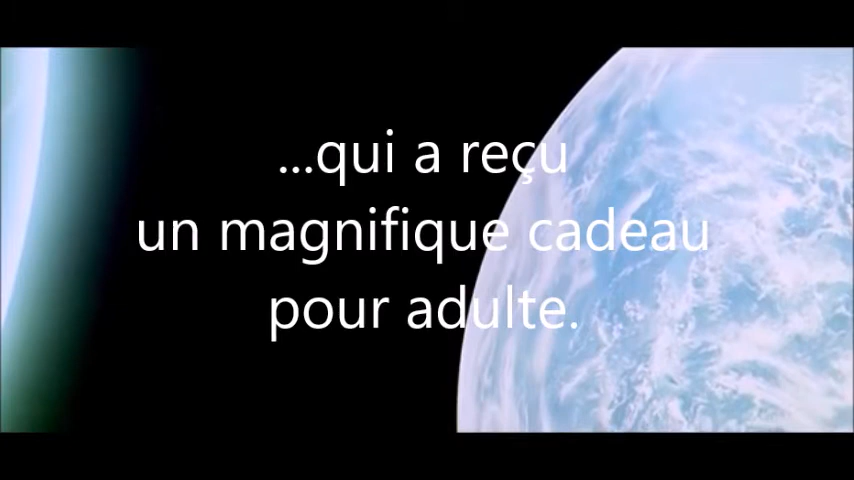 ...qui a reçu
un magnifique cadeau
pour adulte.